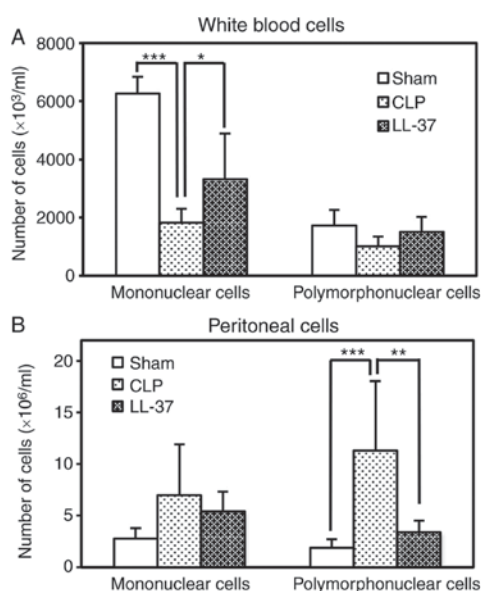 A
White blood cells
Number of cells (×10³/ml)
8000
6000
4000
2000
0
***
*
Sham
CLP
LL-37
Mononuclear cells
Polymorphonuclear cells
B
Peritoneal cells
Number of cells (×10⁶/ml)
20
15
10
5
0
Sham
CLP
LL-37
***
**
Mononuclear cells
Polymorphonuclear cells